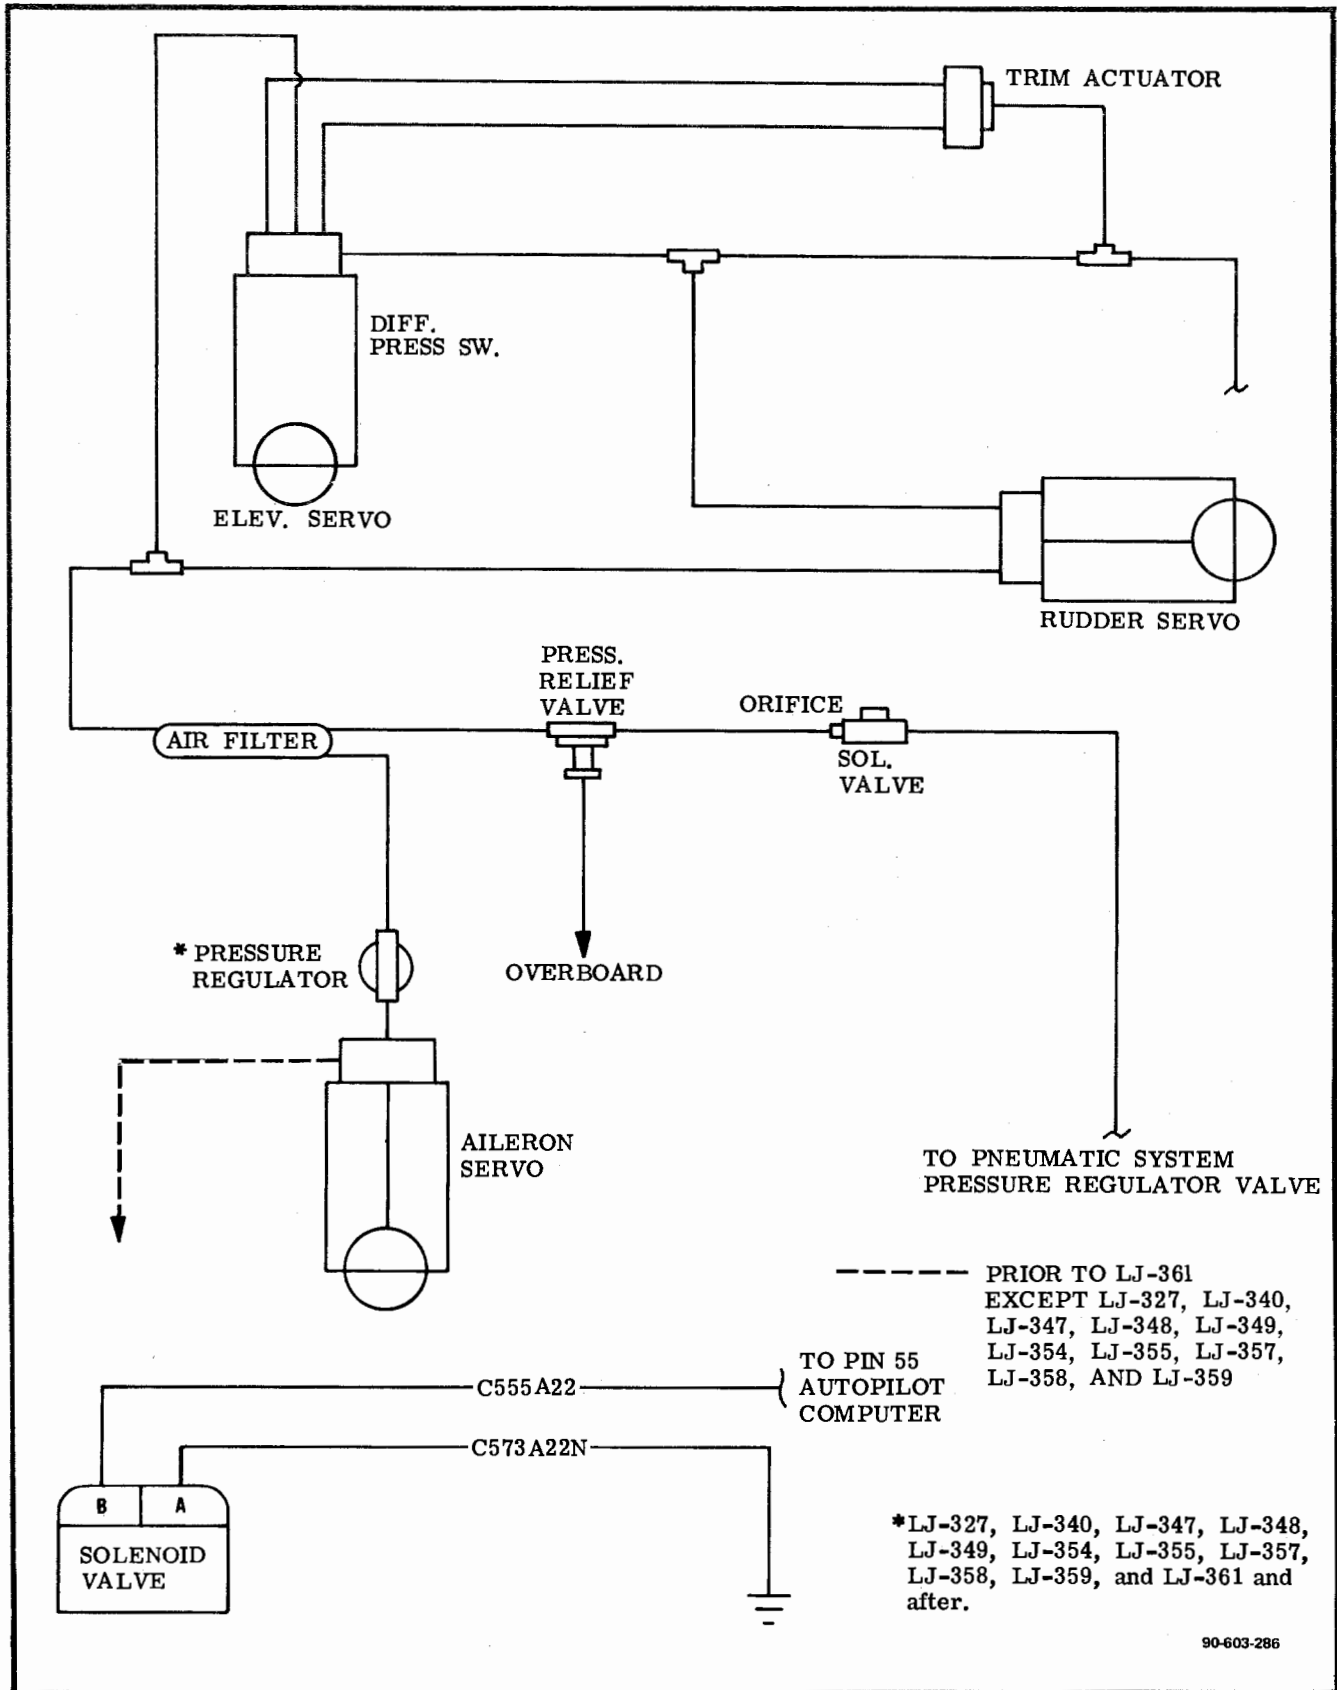 TRIM ACTUATOR
DIFF.
PRESS SW.
ELEV. SERVO
RUDDER SERVO
PRESS.
RELIEF
VALVE
ORIFICE
SOL.
VALVE
AIR FILTER
* PRESSURE
REGULATOR
OVERBOARD
AILERON
SERVO
TO PNEUMATIC SYSTEM
PRESSURE REGULATOR VALVE
PRIOR TO LJ-361
EXCEPT LJ-327, LJ-340,
LJ-347, LJ-348, LJ-349,
LJ-354, LJ-355, LJ-357,
LJ-358, AND LJ-359
C555A22
TO PIN 55
AUTOPILOT
COMPUTER
C573A22N
B A
SOLENOID
VALVE
*LJ-327, LJ-340, LJ-347, LJ-348,
LJ-349, LJ-354, LJ-355, LJ-357,
LJ-358, LJ-359, and LJ-361 and
after.
90-603-286